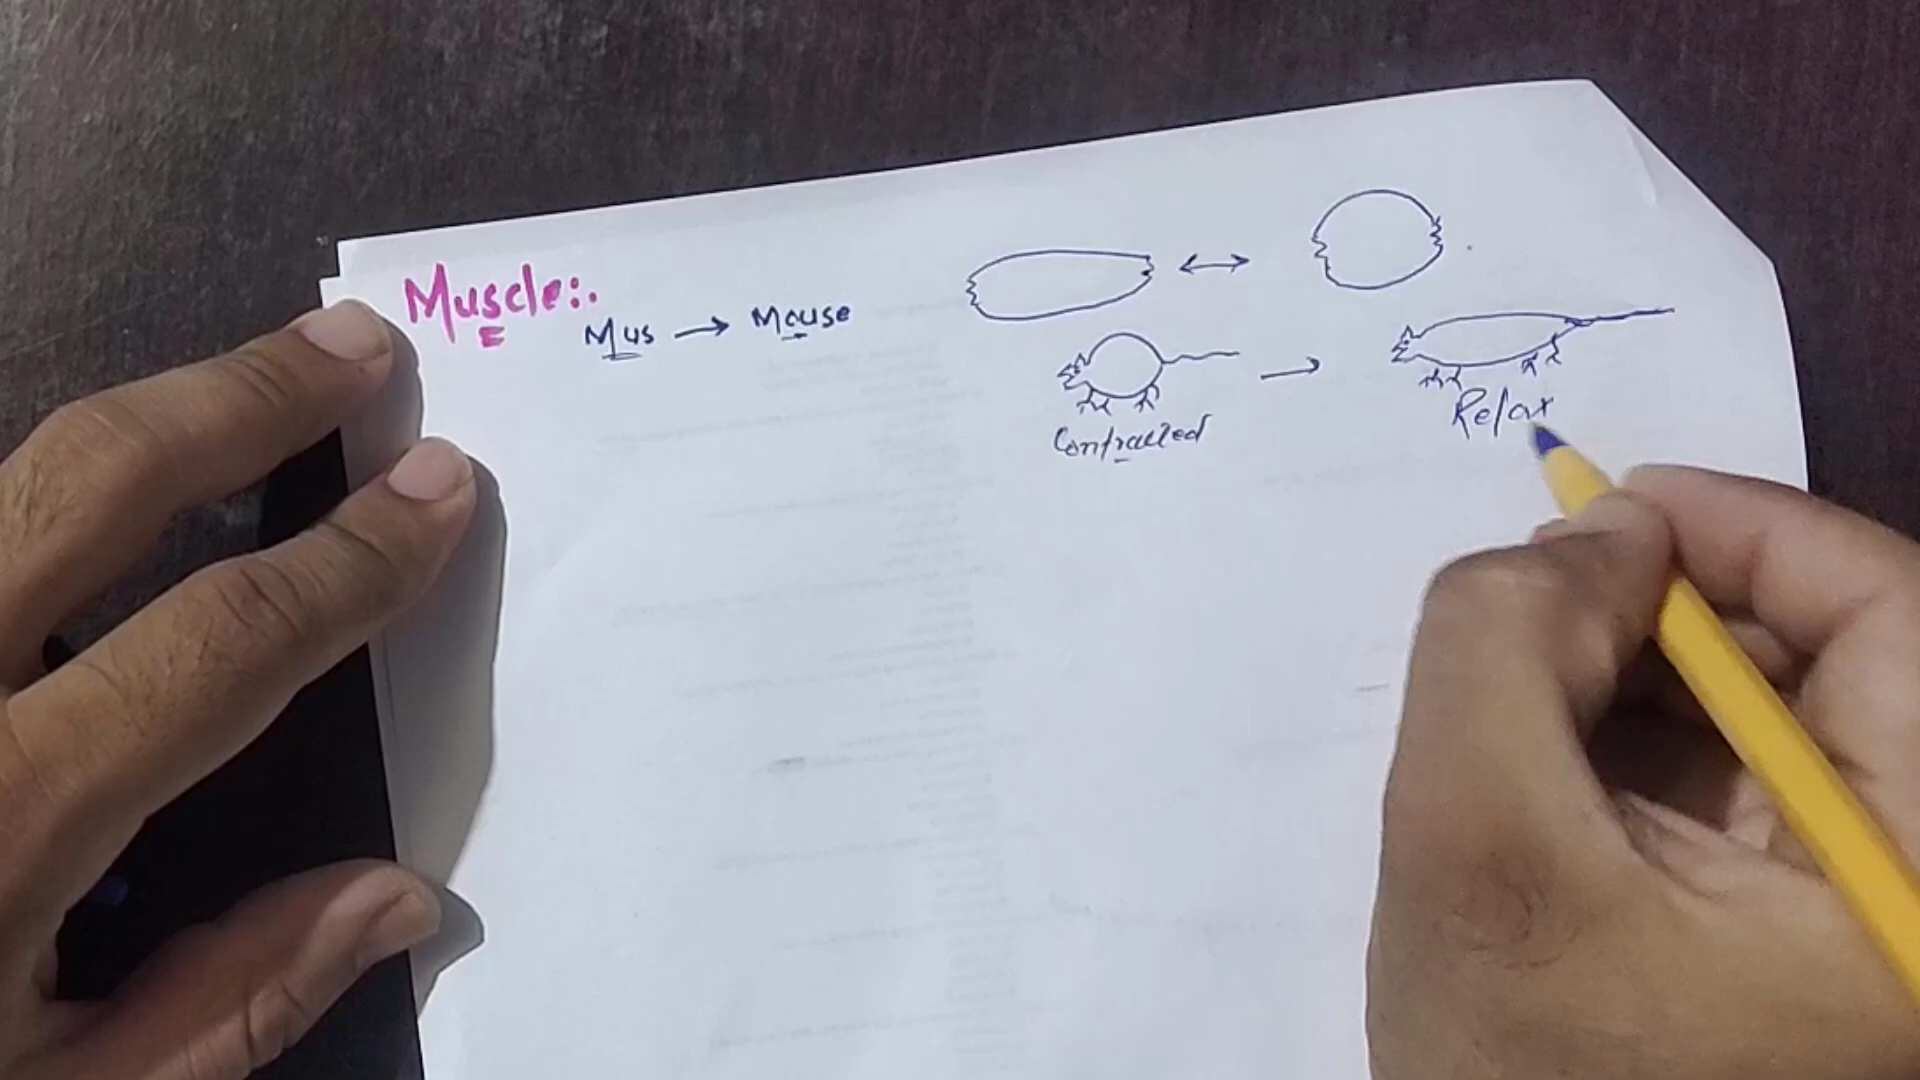 Muscle:.
Mus → Mouse
Contracted
Relax